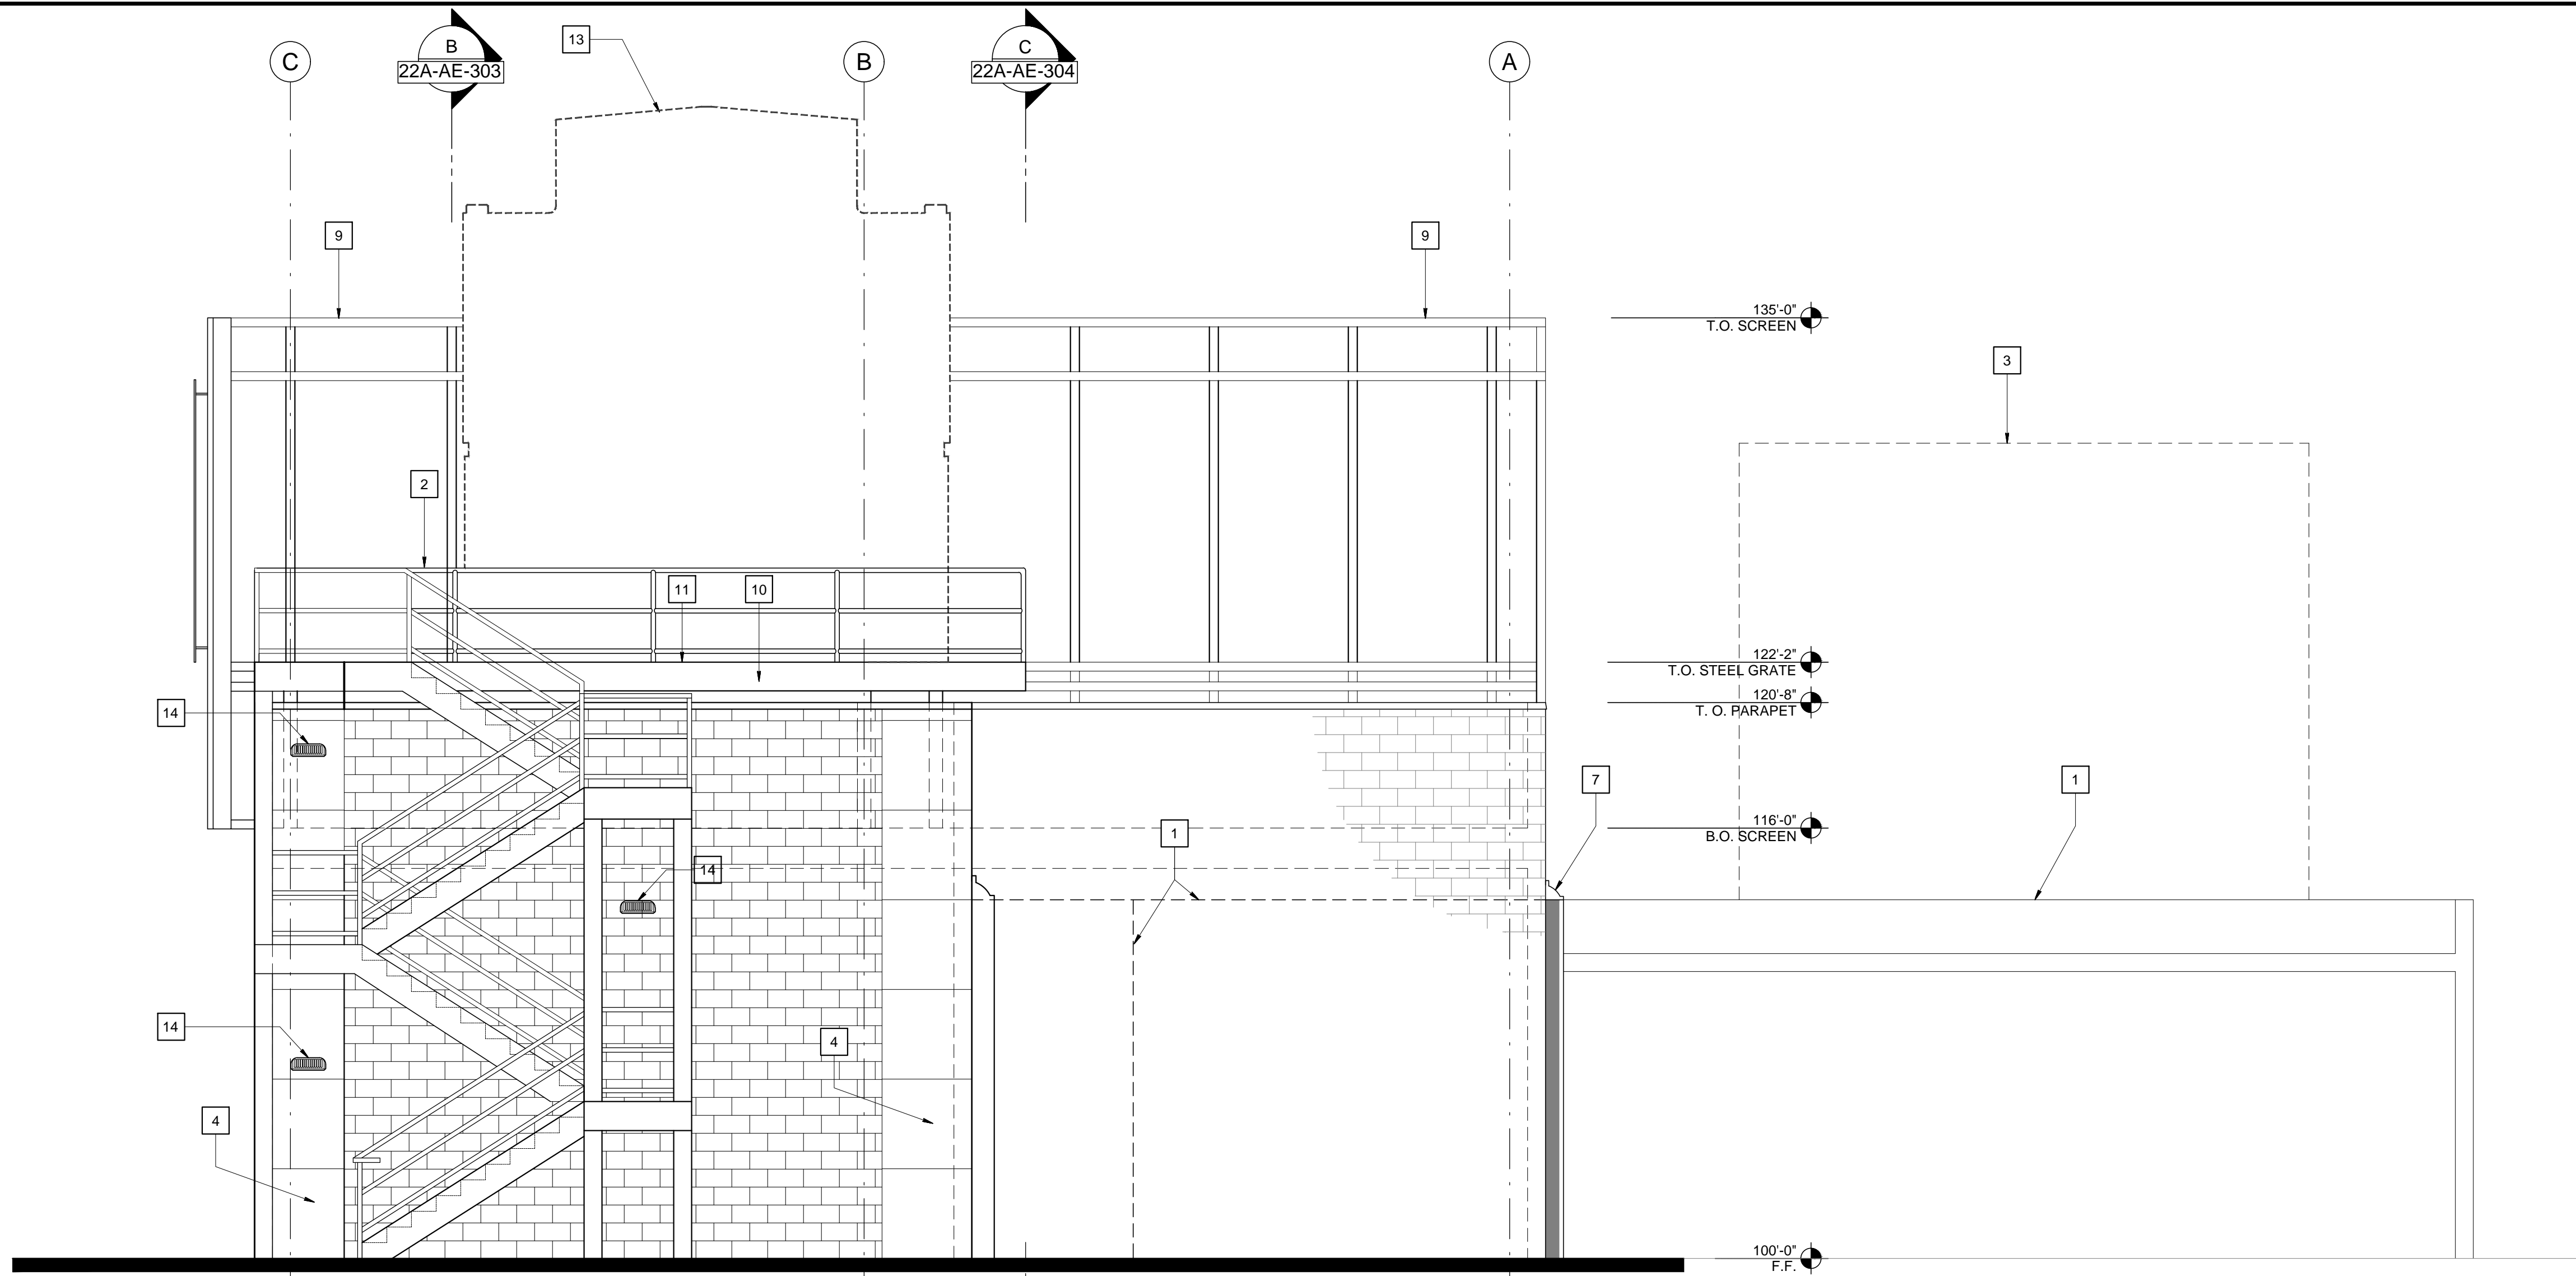 C
B
22A-AE-303
13
B
C
22A-AE-304
A
9
9
135'-0"
T.O. SCREEN
3
2
11
10
122'-2"
T.O. STEEL GRATE
120'-8"
T. O. PARAPET
14
7
1
1
116'-0"
B.O. SCREEN
14
14
4
4
100'-0"
F.F.